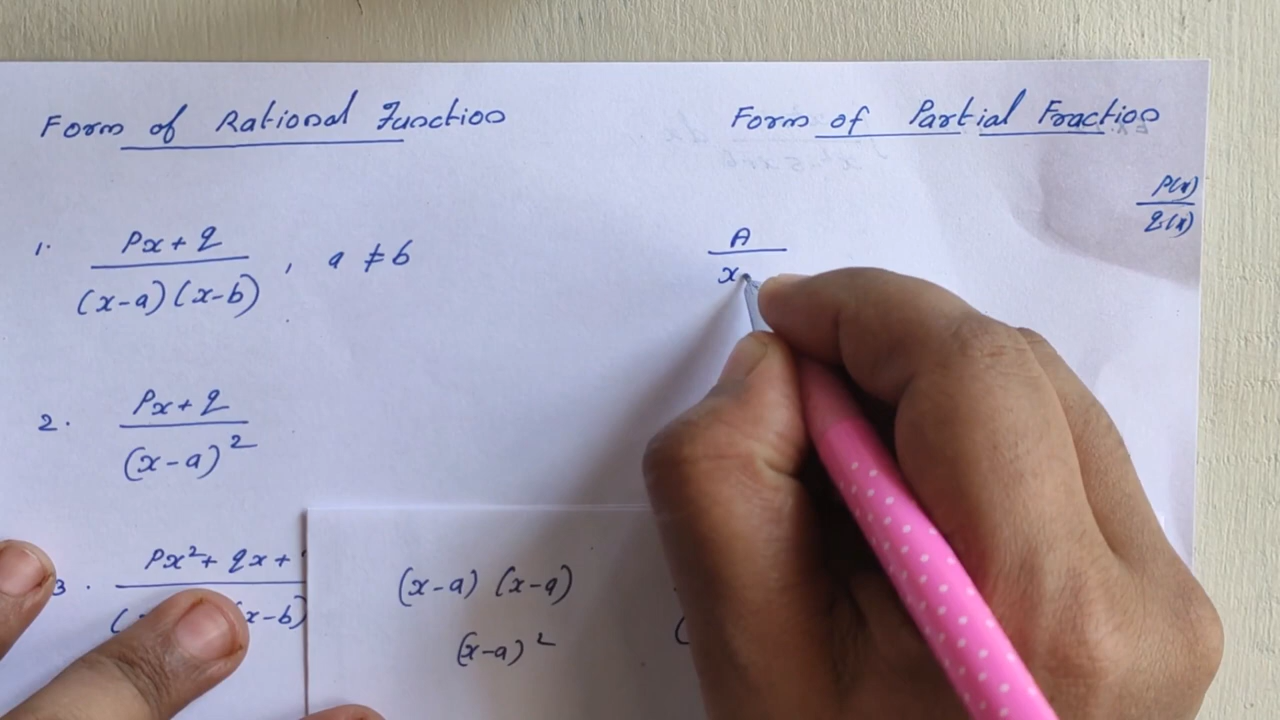 Form of Rational Function
Form of Partial Fraction
P(x)
q(x)
1. Px + q
(x-a) (x-b) , a ≠ b
A
x
2. Px + q
(x-a)²
3. Px² + qx +
x-b)
(x-a) (x-a)
(x-a)²